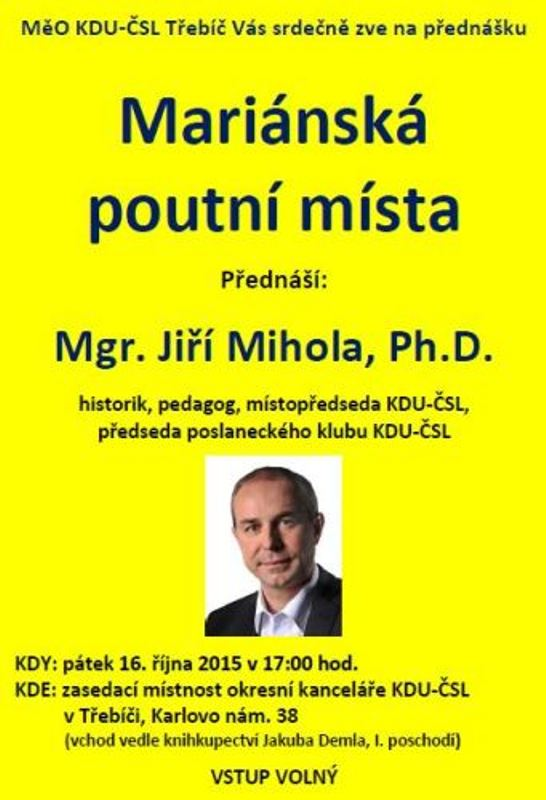 MěO KDU-ČSL Třebíč Vás srdečně zve na přednášku
Mariánská
poutní místa
Přednáší:
Mgr. Jiří Mihola, Ph.D.
historik, pedagog, místopředseda KDU-ČSL,
předseda poslaneckého klubu KDU-ČSL
KDY: pátek 16. října 2015 v 17:00 hod.
KDE: zasedací místnost okresní kanceláře KDU-ČSL
v Třebíči, Karlovo nám. 38
(vchod vedle knihkupectví Jakuba Demla, I. poschodí)
VSTUP VOLNÝ